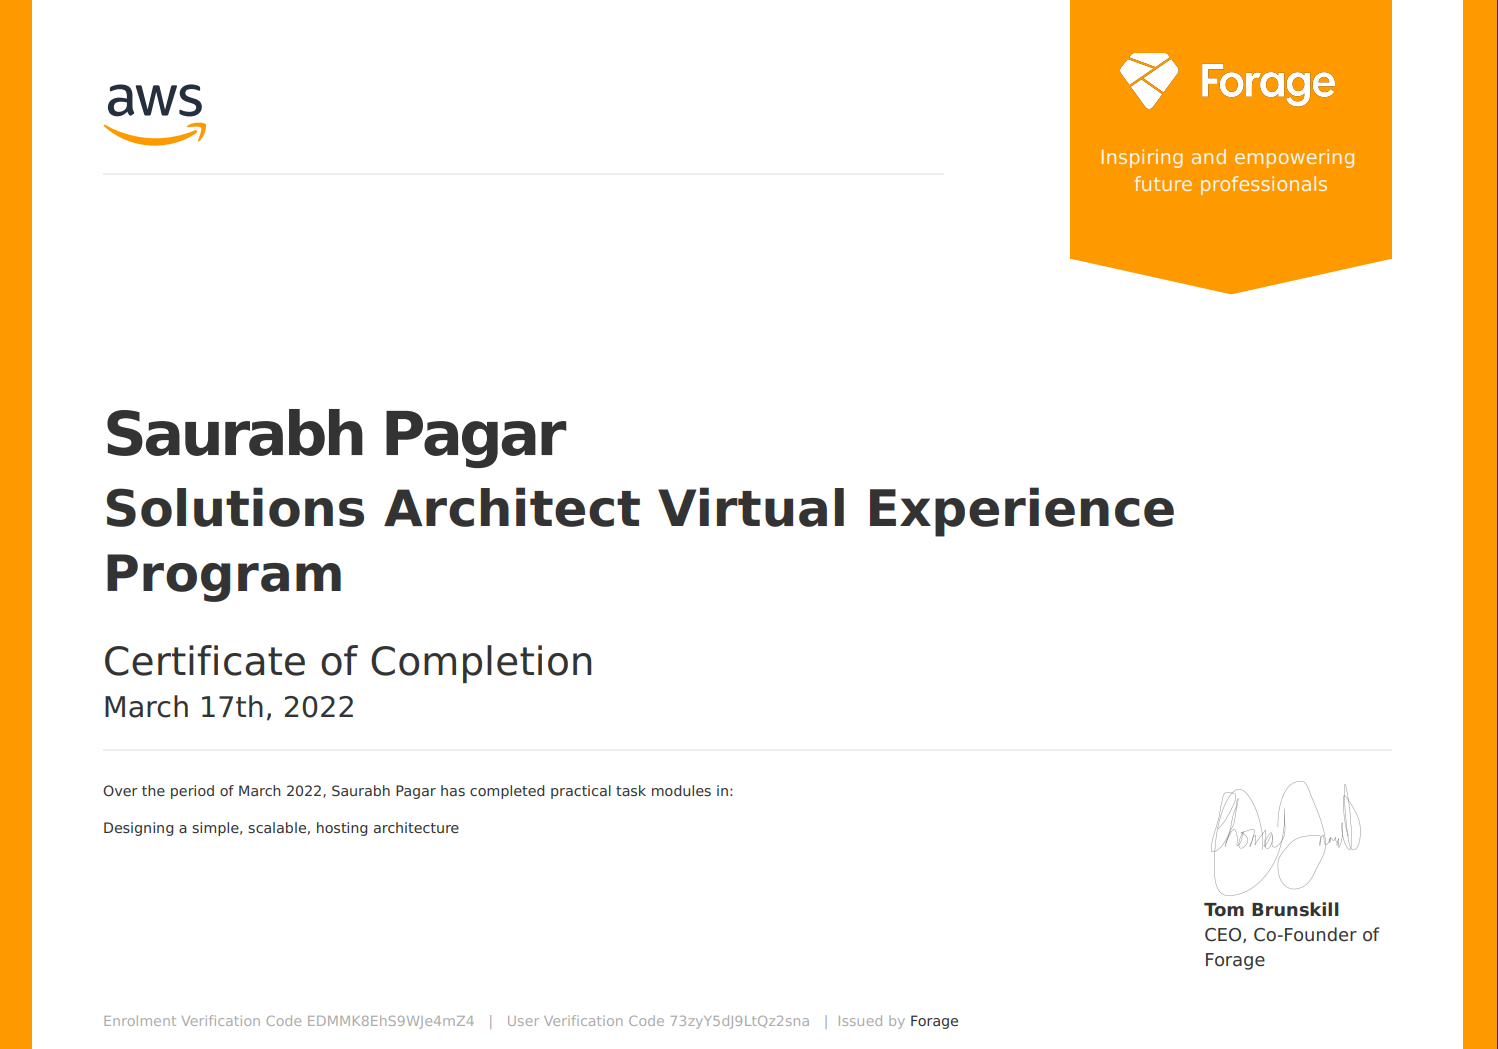 aws
Forage
Inspiring and empowering
future professionals
Saurabh Pagar
Solutions Architect Virtual Experience
Program
Certificate of Completion
March 17th, 2022
Over the period of March 2022, Saurabh Pagar has completed practical task modules in:
Designing a simple, scalable, hosting architecture
Tom Brunskill
CEO, Co-Founder of
Forage
Enrolment Verification Code EDMMK8EhS9WJe4mZ4 | User Verification Code 73zyY5dJ9LtQz2sna | Issued by Forage